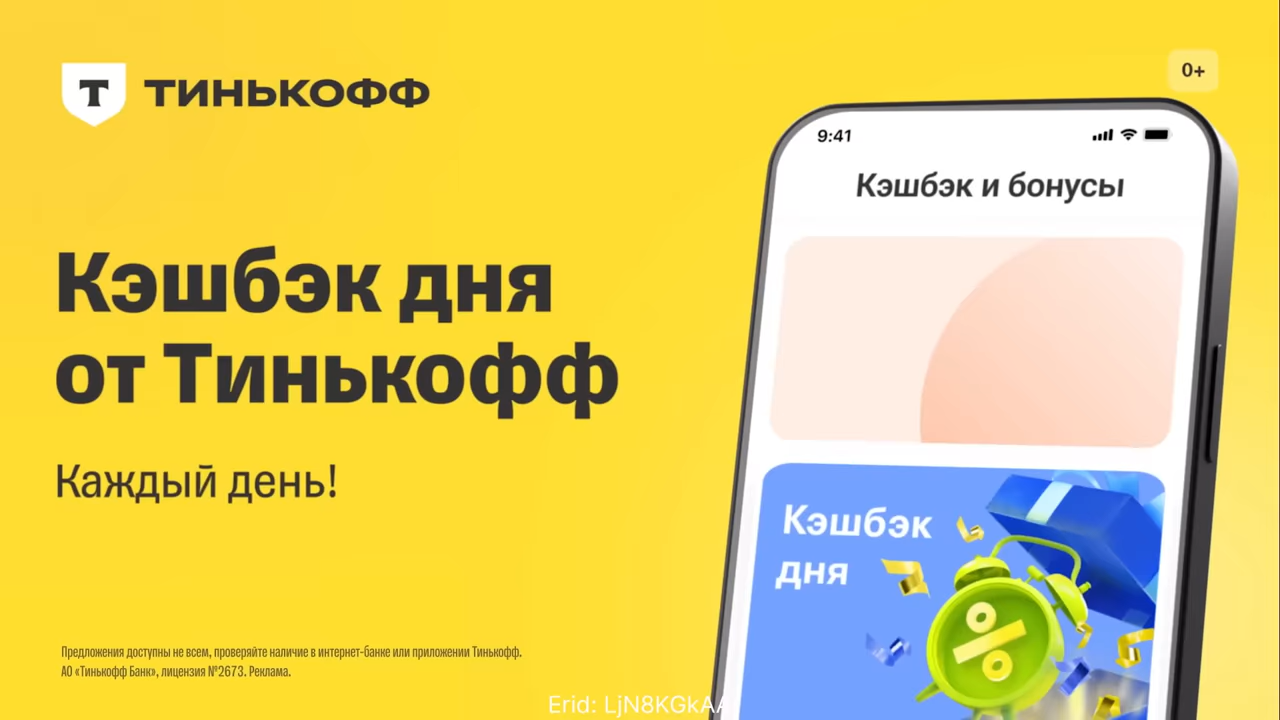 Т ТИНЬКОФФ
0+
Кэшбэк дня
от Тинькофф
Каждый день!
Предложения доступны не всем, проверяйте наличие в интернет-банке или приложении Тинькофф.
АО «Тинькофф Банк», лицензия №2673. Реклама.
9:41
Кэшбэк и бонусы
Кэшбэк
дня
%
Erid: